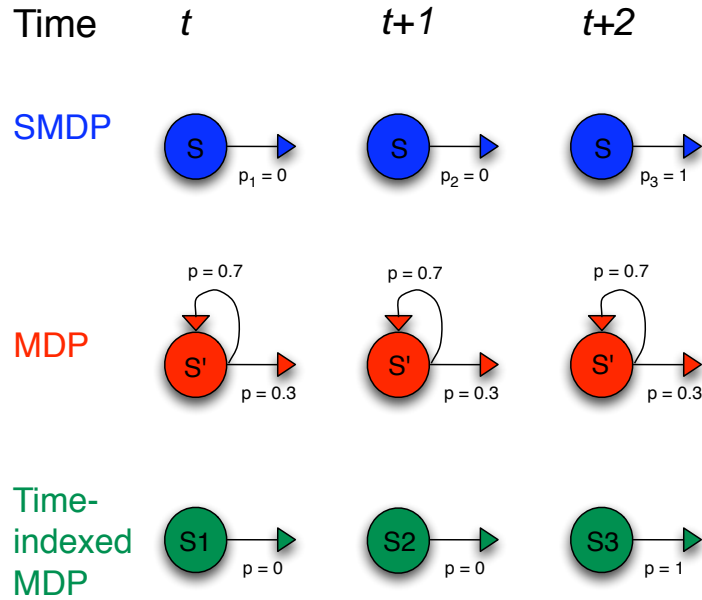 Time t t+1 t+2
SMDP
S S S
p₁ = 0 p₂ = 0 p₃ = 1
p = 0.7 p = 0.7 p = 0.7
MDP
S' S' S'
p = 0.3 p = 0.3 p = 0.3
Time-
indexed
MDP
S1 S2 S3
p = 0 p = 0 p = 1